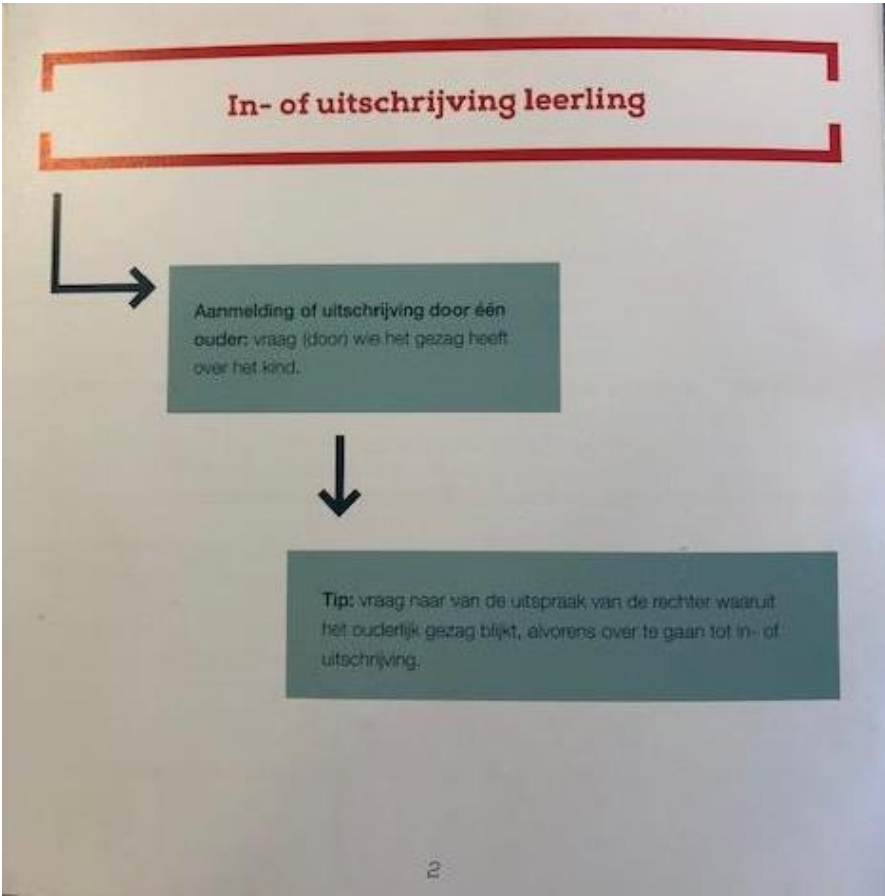 In- of uitschrijving leerling
Aanmelding of uitschrijving door één
ouder: vraag (door) wie het gezag heeft
over het kind.
Tip: vraag naar van de uitspraak van de rechter waaruit
het ouderlijk gezag blijkt, alvorens over te gaan tot in- of
uitschrijving.
2